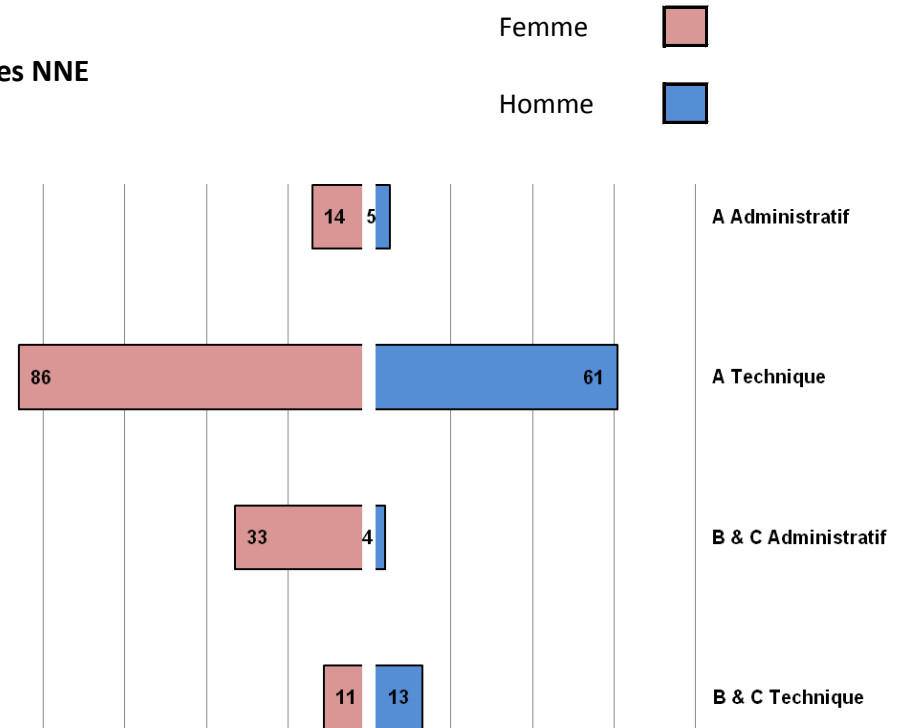 Femme
es NNE
Homme
14 5 A Administratif
86 61 A Technique
33 4 B & C Administratif
11 13 B & C Technique